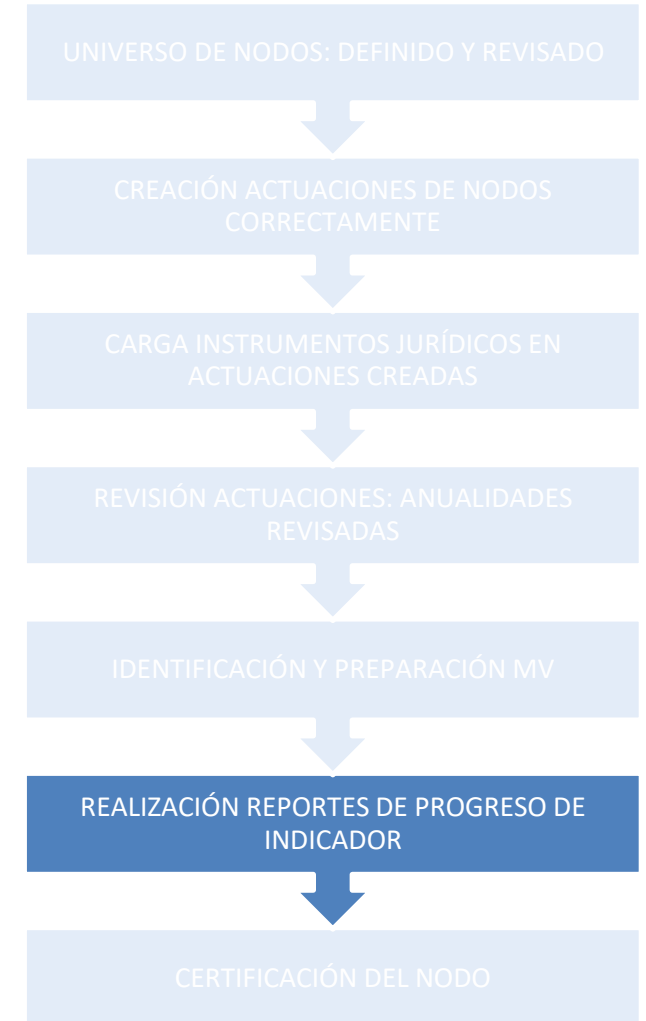 UNIVERSO DE NODOS: DEFINIDO Y REVISADO
CREACIÓN ACTUACIONES DE NODOS
CORRECTAMENTE
CARGA INSTRUMENTOS JURÍDICOS EN
ACTUACIONES CREADAS
REVISIÓN ACTUACIONES: ANUALIDADES
REVISADAS
IDENTIFICACIÓN Y PREPARACIÓN MV
REALIZACIÓN REPORTES DE PROGRESO DE
INDICADOR
CERTIFICACIÓN DEL NODO